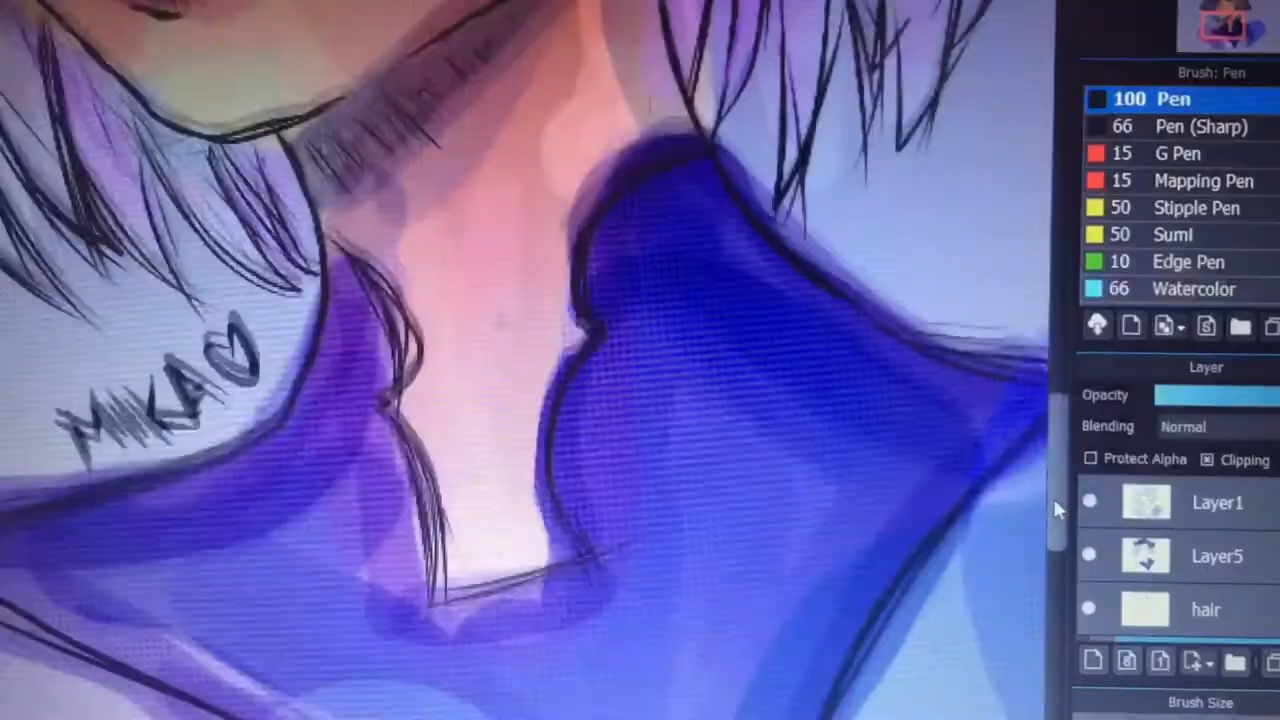 MIKA
Brush: Pen
100 Pen
66 Pen (Sharp)
15 G Pen
15 Mapping Pen
50 Stipple Pen
50 SumI
10 Edge Pen
66 Watercolor
Layer
Opacity
Blending Normal
Protect Alpha Clipping
Layer1
Layer5
hair
Brush Size